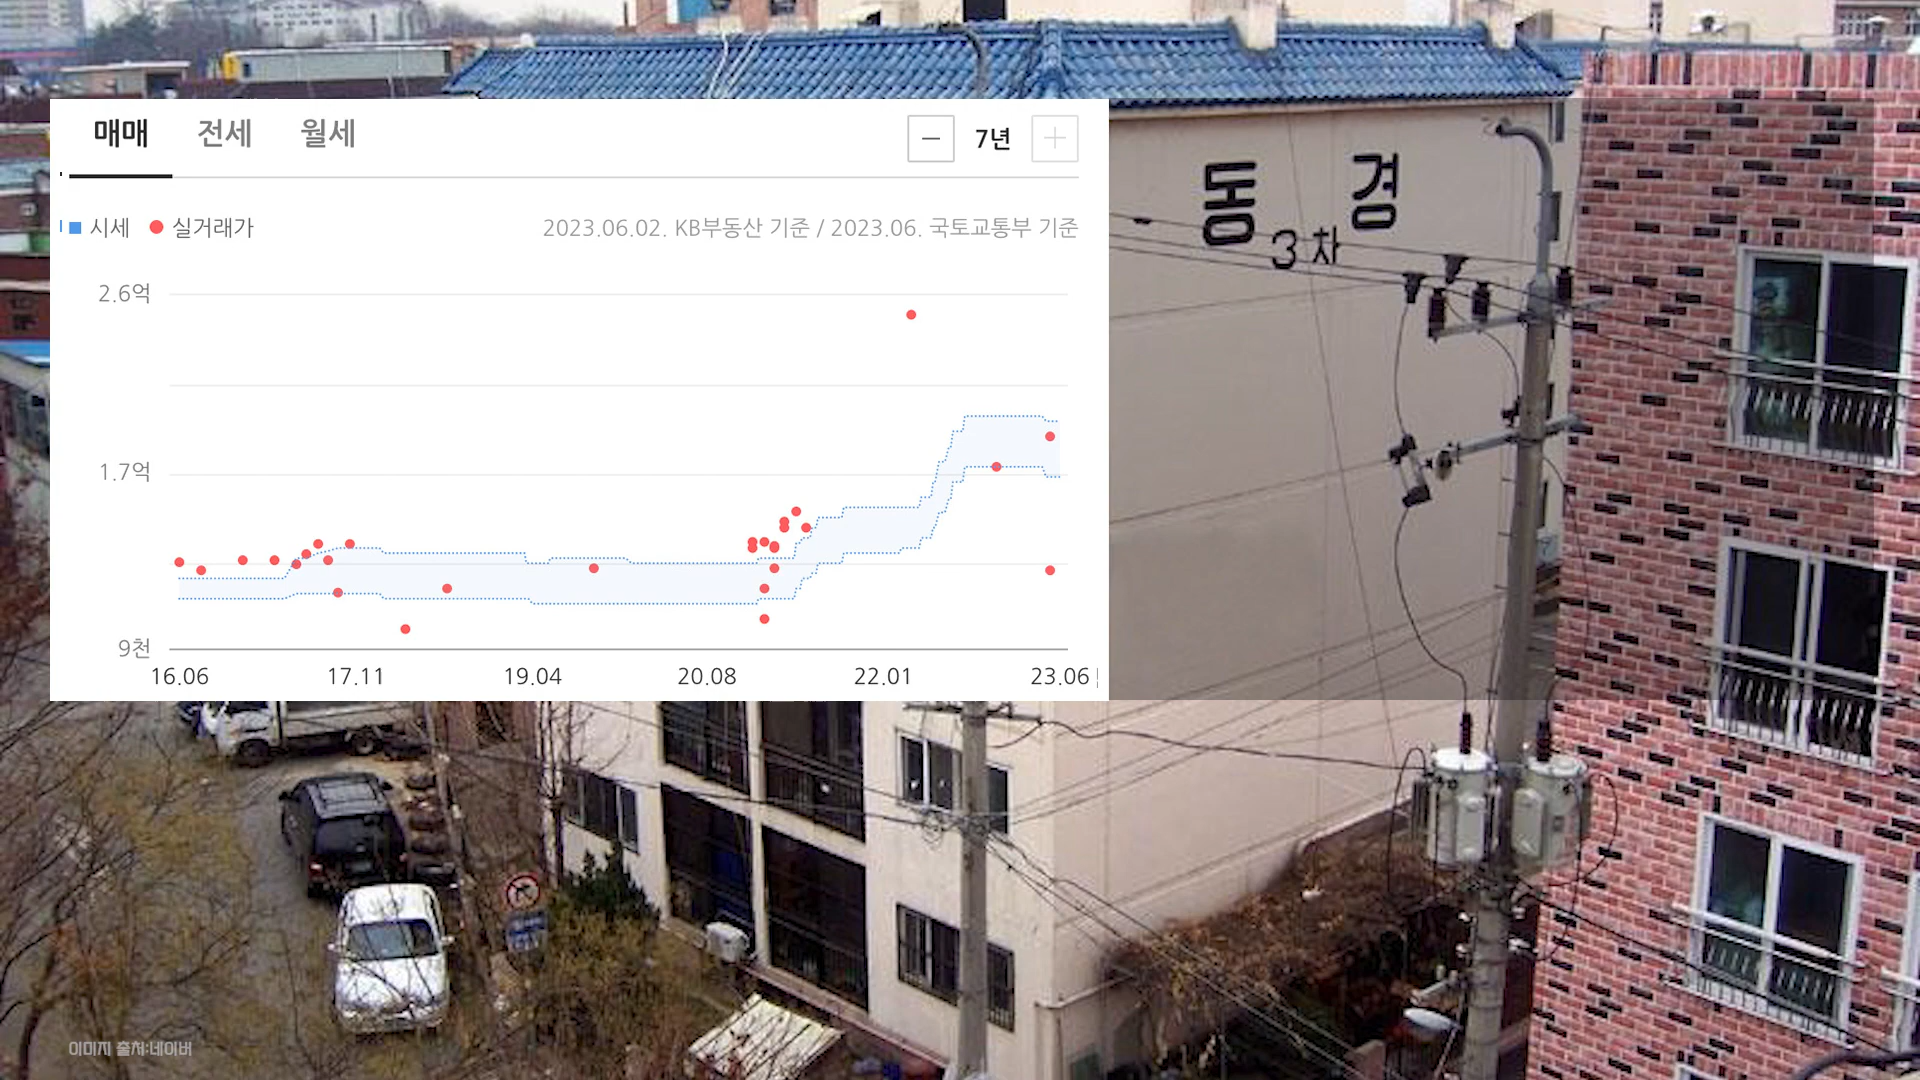 매매 전세 월세 7년
시세 실거래가 2023.06.02. KB부동산 기준 / 2023.06. 국토교통부 기준
2.6억
1.7억
9천
16.06 17.11 19.04 20.08 22.01 23.06
동경
3차
이미지 출처:네이버